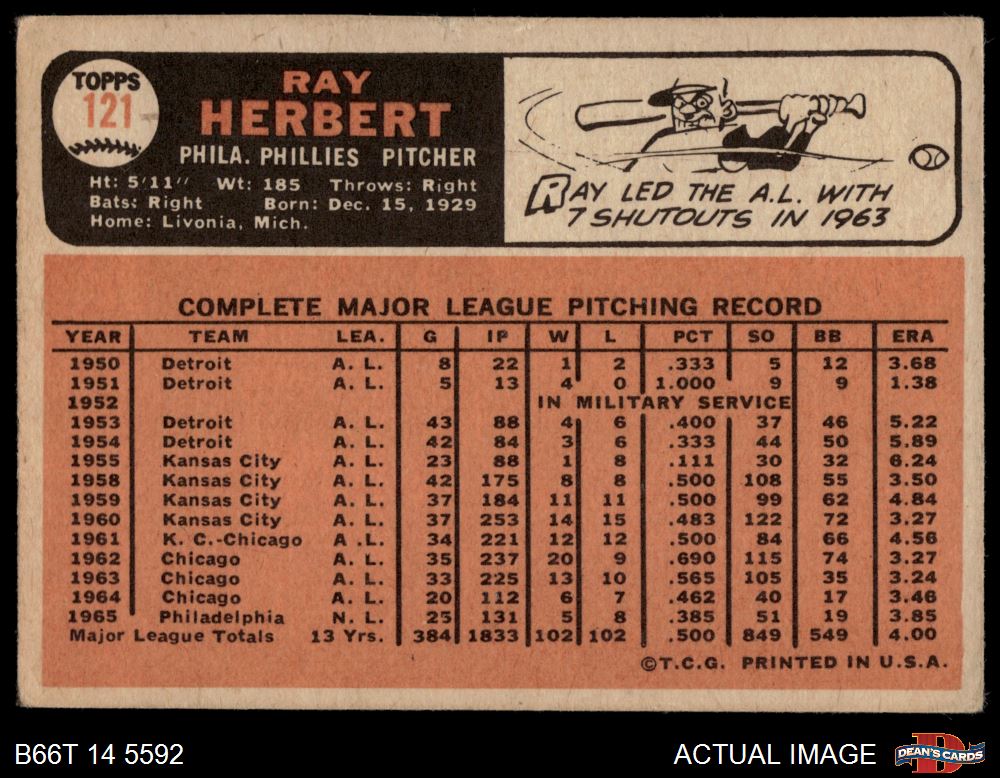 TOPPS
121
RAY
HERBERT
PHILA. PHILLIES PITCHER
Ht: 5'11" Wt: 185 Throws: Right
Bats: Right Born: Dec. 15, 1929
Home: Livonia, Mich.
RAY LED THE A.L. WITH
7 SHUTOUTS IN 1963
COMPLETE MAJOR LEAGUE PITCHING RECORD
YEAR TEAM LEA. G IP W L PCT SO BB ERA
1950 Detroit A. L. 8 22 1 2 .333 5 12 3.68
1951 Detroit A. L. 5 13 4 0 1.000 9 9 1.38
1952 IN MILITARY SERVICE
1953 Detroit A. L. 43 88 4 6 .400 37 46 5.22
1954 Detroit A. L. 42 84 3 6 .333 44 50 5.89
1955 Kansas City A. L. 23 88 1 8 .111 30 32 6.24
1958 Kansas City A. L. 42 175 8 8 .500 108 55 3.50
1959 Kansas City A. L. 37 184 11 11 .500 99 62 4.84
1960 Kansas City A. L. 37 253 14 15 .483 122 72 3.27
1961 K. C.-Chicago A .L. 34 221 12 12 .500 84 66 4.56
1962 Chicago A. L. 35 237 20 9 .690 115 74 3.27
1963 Chicago A. L. 33 225 13 10 .565 105 35 3.24
1964 Chicago A. L. 20 112 6 7 .462 40 17 3.46
1965 Philadelphia N. L. 25 131 5 8 .385 51 19 3.85
Major League Totals 13 Yrs. 384 1833 102 102 .500 849 549 4.00
©T.C.G. PRINTED IN U.S.A.
B66T 14 5592 ACTUAL IMAGE DEAN'S CARDS